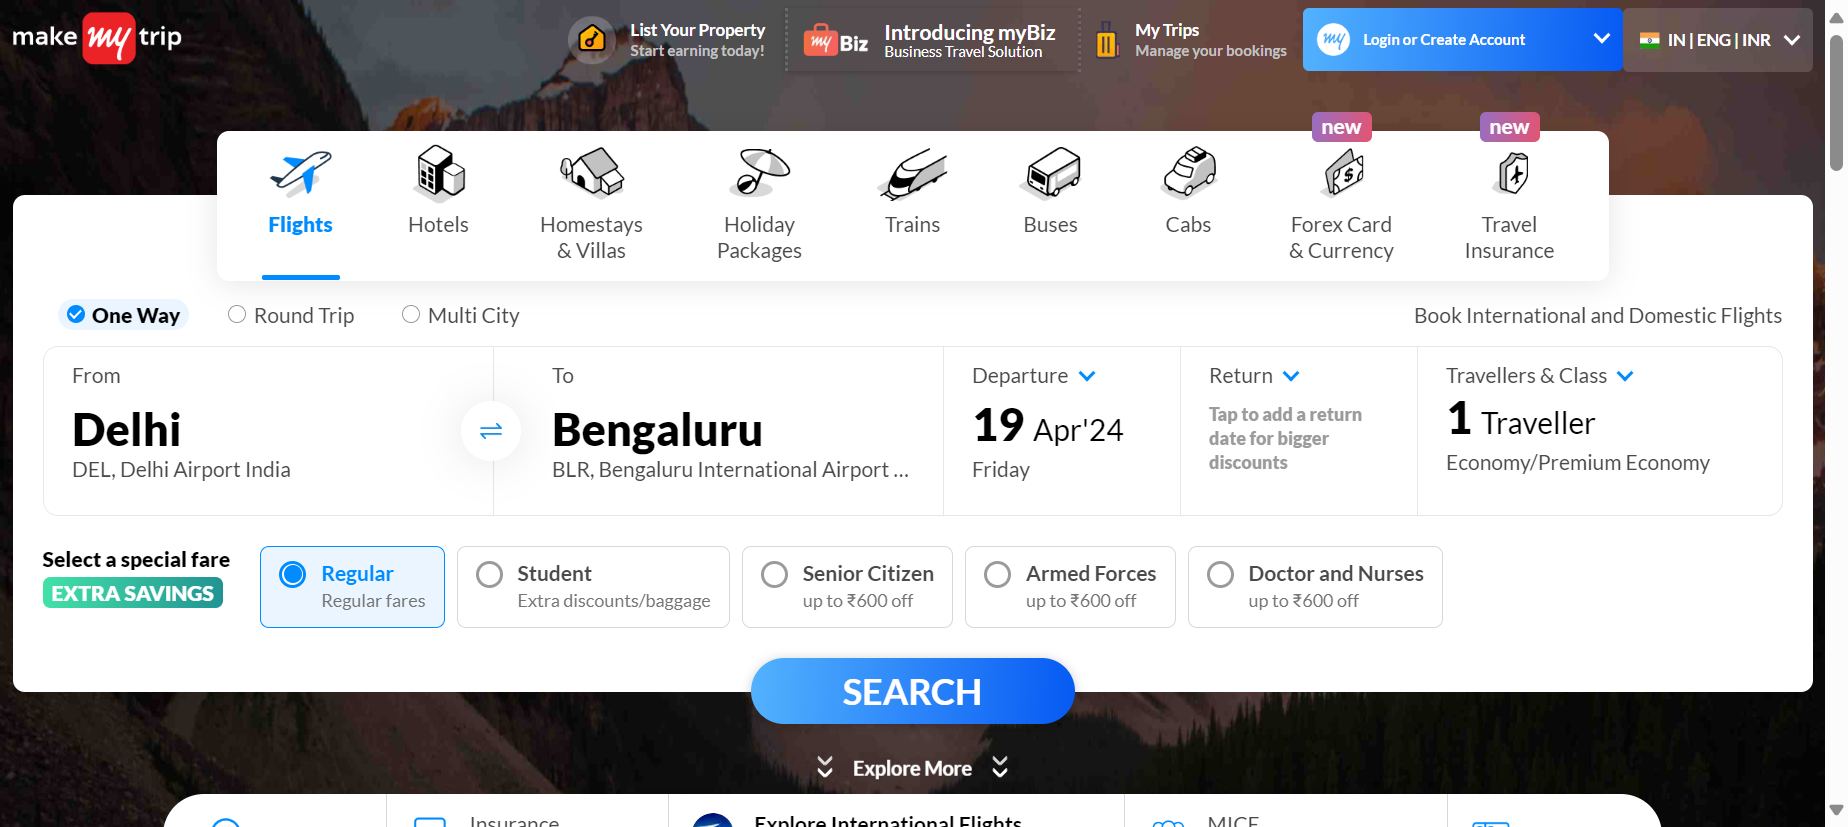 make my trip
List Your Property
Start earning today!
my Biz
Introducing myBiz
Business Travel Solution
My Trips
Manage your bookings
my
Login or Create Account
IN | ENG | INR
new
new
Flights
Hotels
Homestays
& Villas
Holiday
Packages
Trains
Buses
Cabs
Forex Card
& Currency
Travel
Insurance
One Way
Round Trip
Multi City
Book International and Domestic Flights
From
Delhi
DEL, Delhi Airport India
To
Bengaluru
BLR, Bengaluru International Airport ...
Departure
19 Apr'24
Friday
Return
Tap to add a return
date for bigger
discounts
Travellers & Class
1 Traveller
Economy/Premium Economy
Select a special fare
EXTRA SAVINGS
Regular
Regular fares
Student
Extra discounts/baggage
Senior Citizen
up to ₹600 off
Armed Forces
up to ₹600 off
Doctor and Nurses
up to ₹600 off
SEARCH
Explore More
Insurance
Explore International Flights
MICE